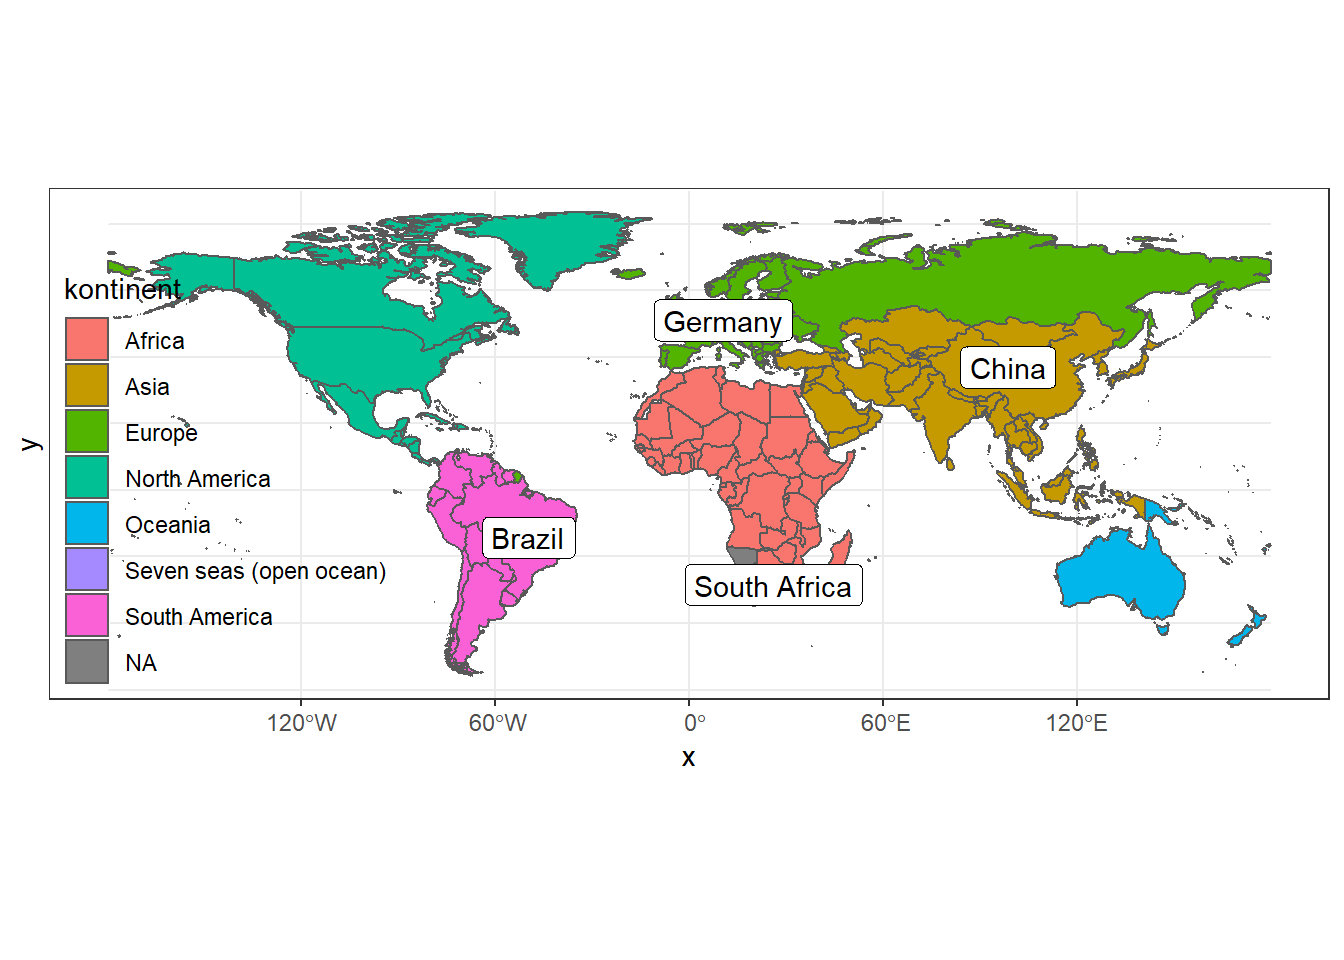 kontinent
Africa
Asia
Europe
North America
Oceania
Seven seas (open ocean)
South America
NA
Germany
China
Brazil
South Africa
y
120°W
60°W
0°
60°E
120°E
x